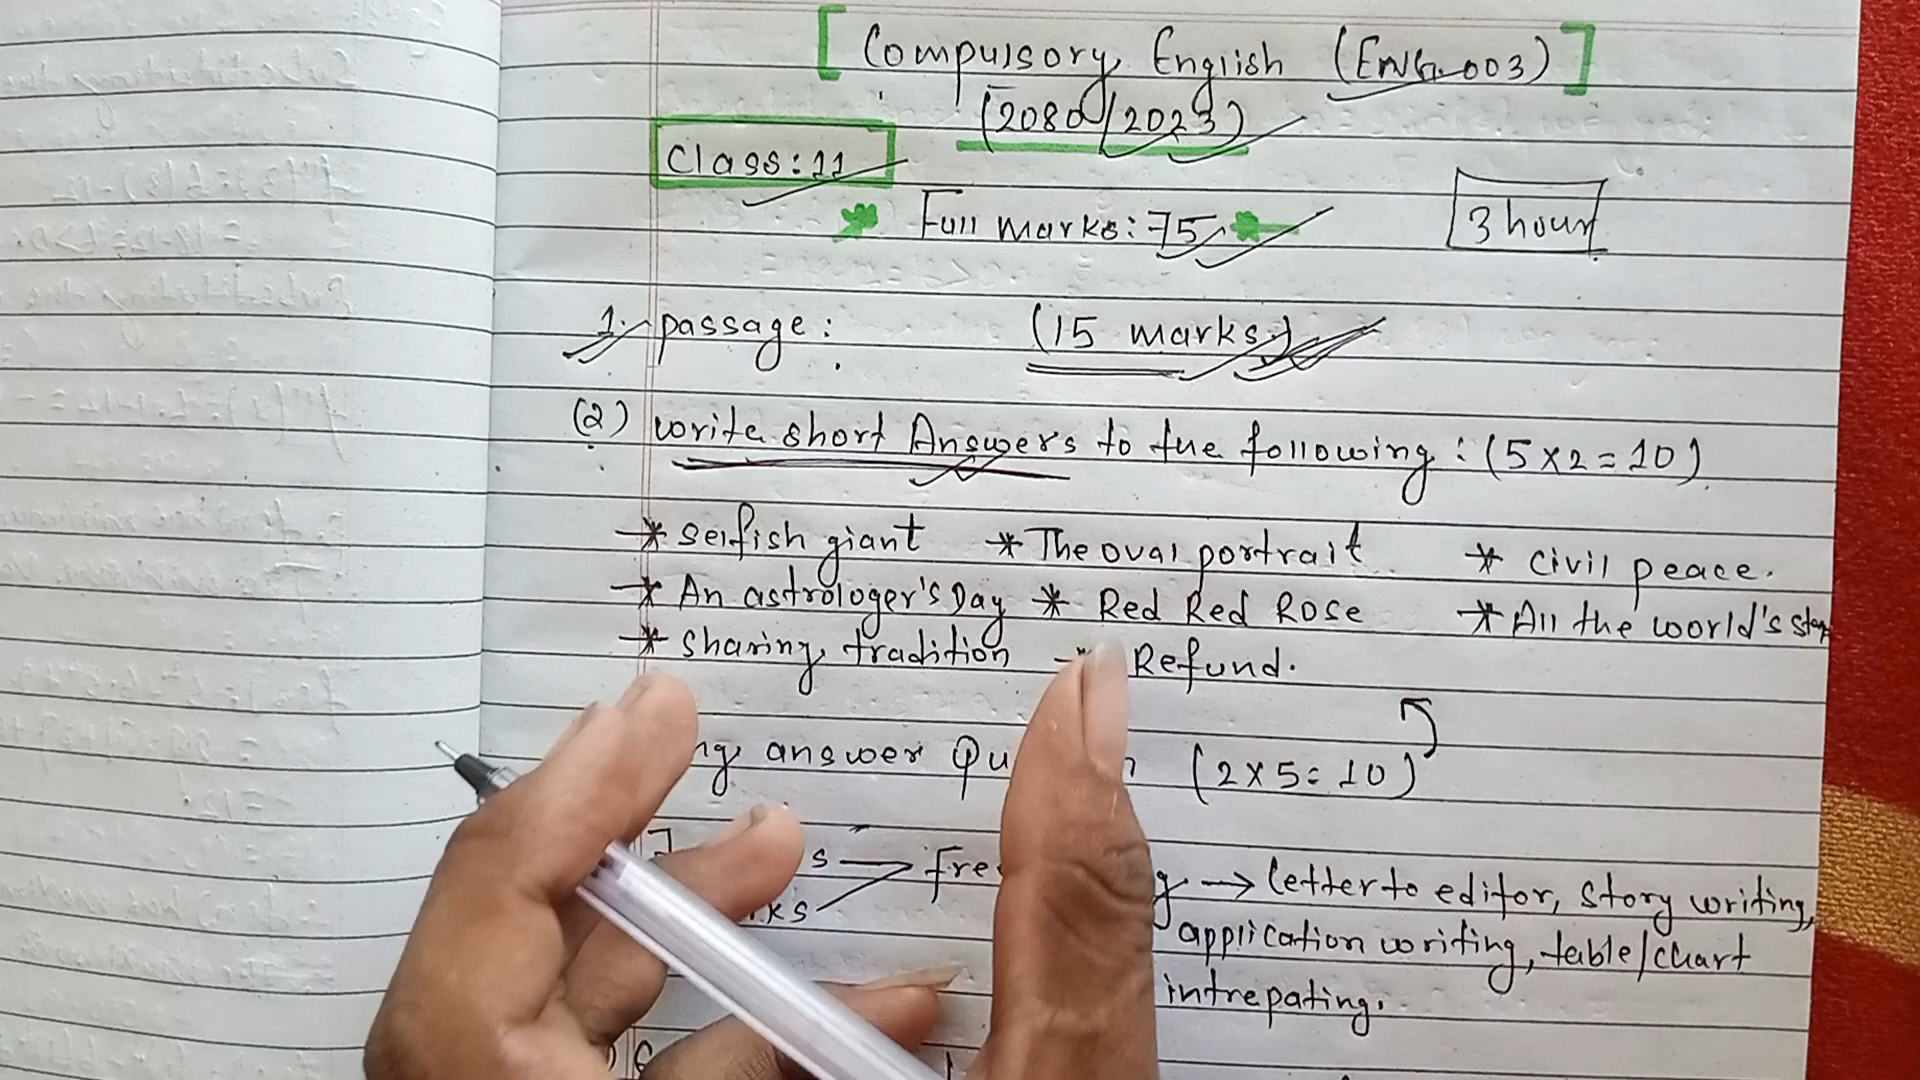 [Compulsory English (ENG.003)]
(2080/2023)
Class:11
Full marks:75
3 hour
1. passage: (15 marks)
(2) write short Answers to the following: (5x2=10)
* selfish giant * The oval portrait * civil peace.
* An astrologer's Day * Red Red Rose * All the world's
* sharing tradition * Refund.
answer (2x5=10)
→ letter to editor, story writing,
application writing, table/chart
intrepating.